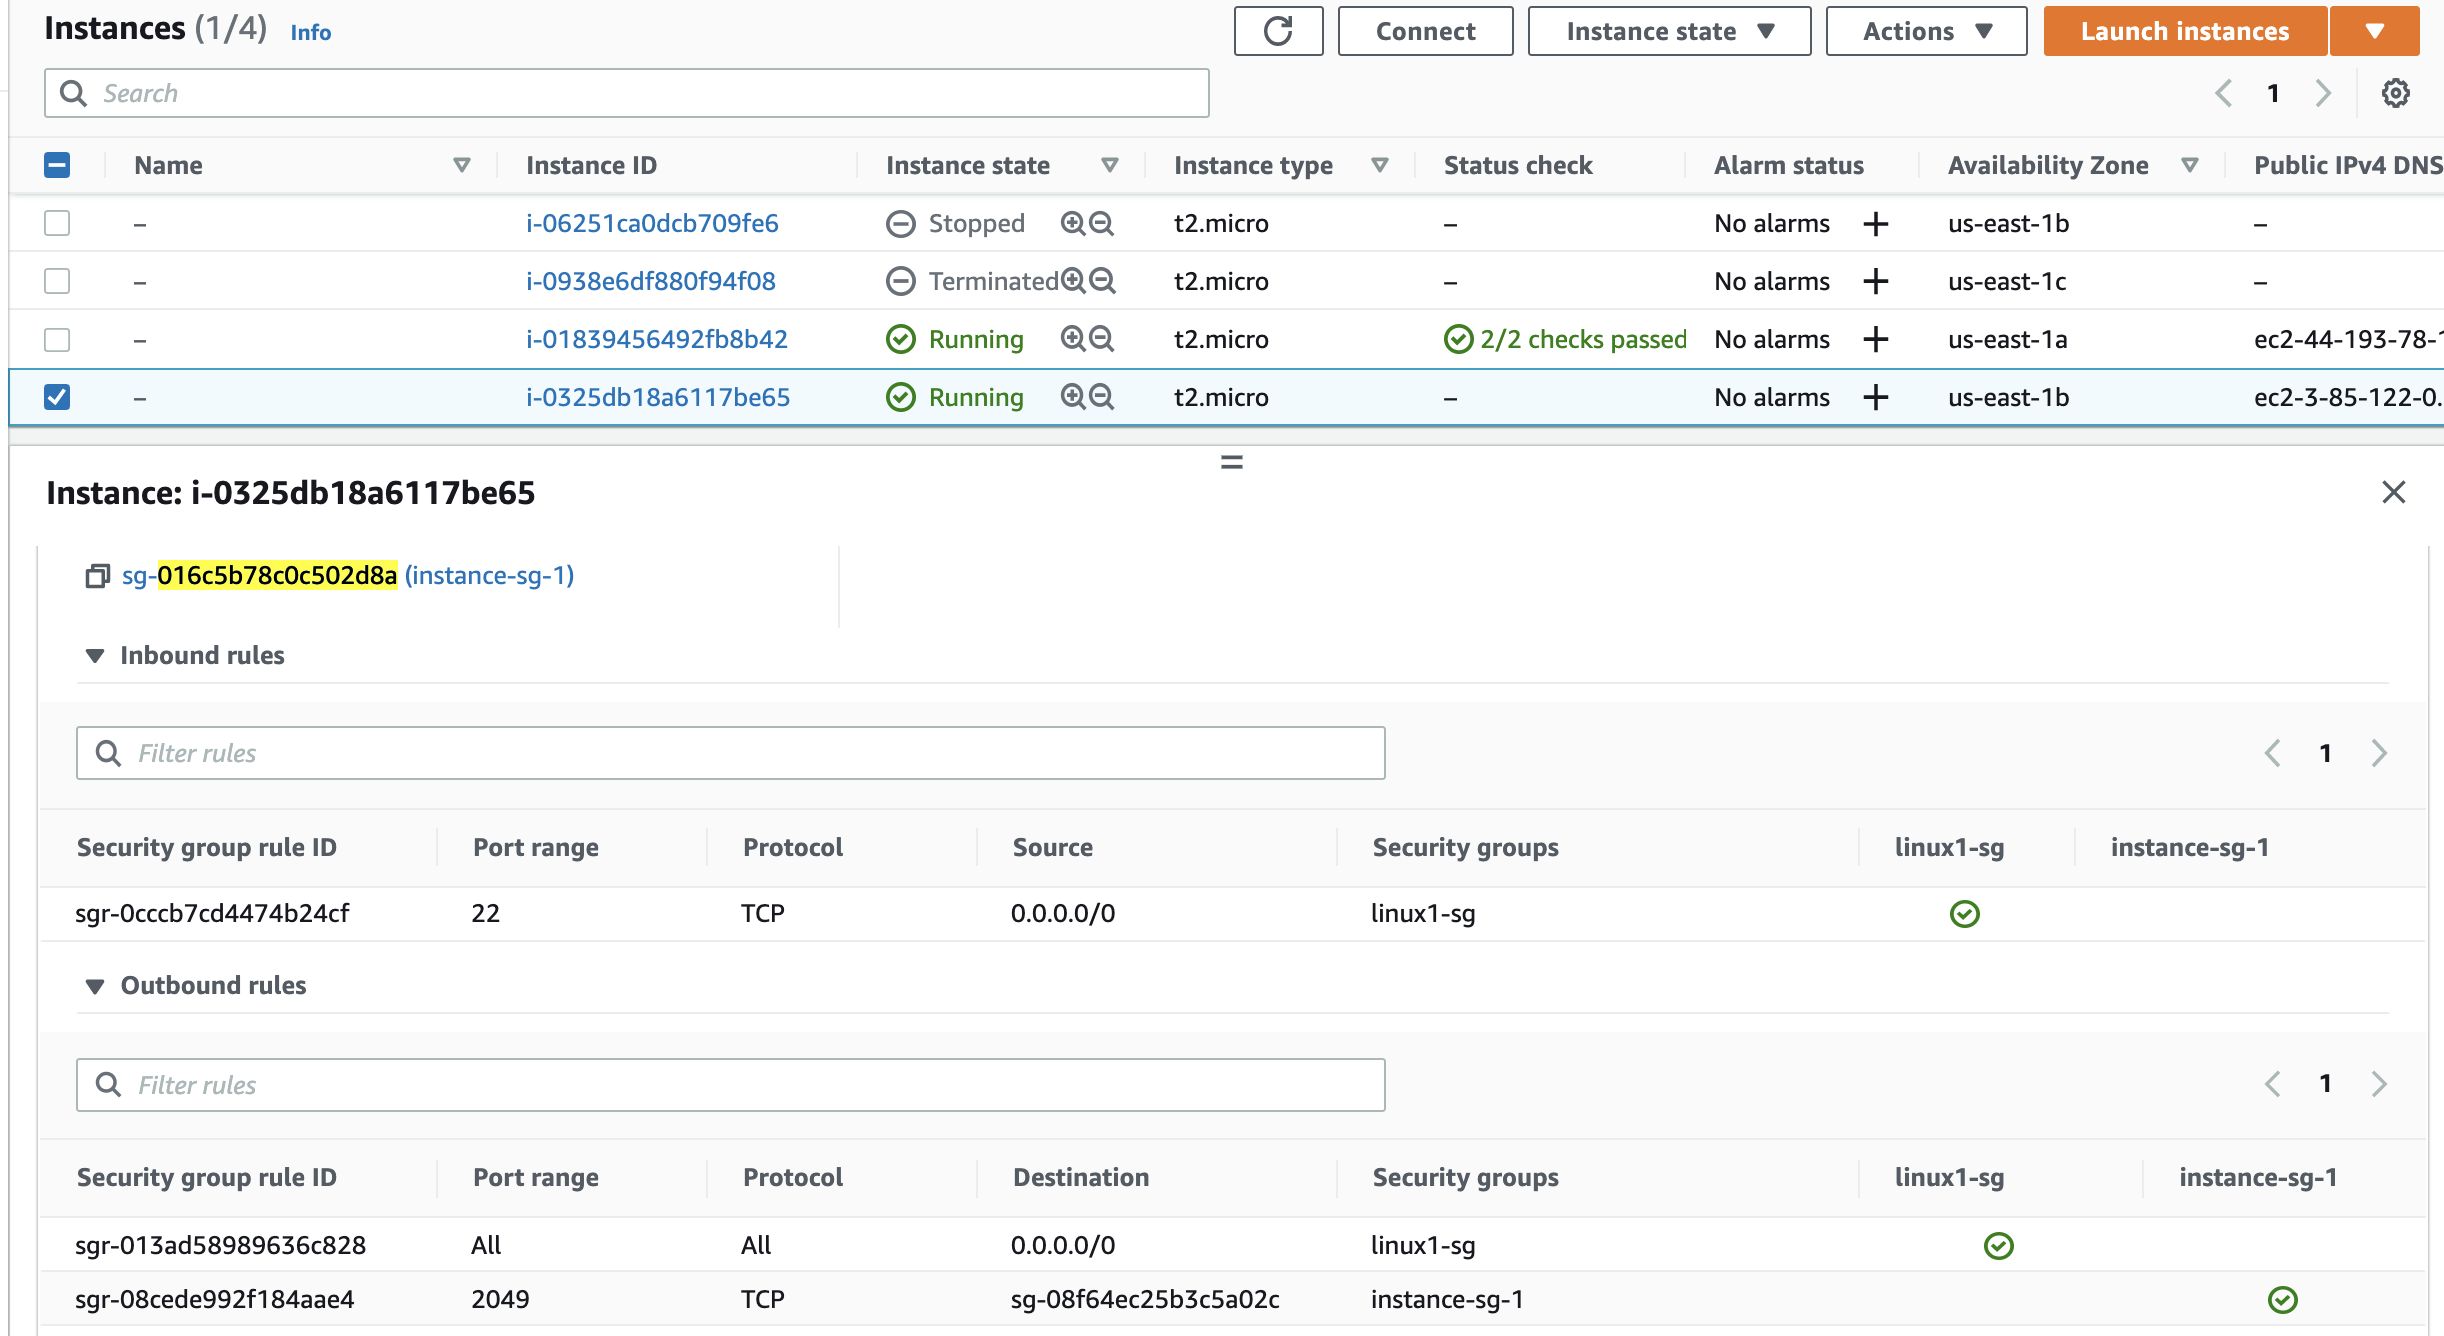 Instances (1/4) Info Connect Instance state Actions Launch instances
Search 1
Name Instance ID Instance state Instance type Status check Alarm status Availability Zone Public IPv4 DNS
– i-06251ca0dcb709fe6 Stopped t2.micro – No alarms us-east-1b –
– i-0938e6df880f94f08 Terminated t2.micro – No alarms us-east-1c –
– i-01839456492fb8b42 Running t2.micro 2/2 checks passed No alarms us-east-1a ec2-44-193-78-1
– i-0325db18a6117be65 Running t2.micro – No alarms us-east-1b ec2-3-85-122-0.
Instance: i-0325db18a6117be65
sg-016c5b78c0c502d8a (instance-sg-1)
Inbound rules
Filter rules 1
Security group rule ID Port range Protocol Source Security groups linux1-sg instance-sg-1
sgr-0cccb7cd4474b24cf 22 TCP 0.0.0.0/0 linux1-sg
Outbound rules
Filter rules 1
Security group rule ID Port range Protocol Destination Security groups linux1-sg instance-sg-1
sgr-013ad58989636c828 All All 0.0.0.0/0 linux1-sg
sgr-08cede992f184aae4 2049 TCP sg-08f64ec25b3c5a02c instance-sg-1